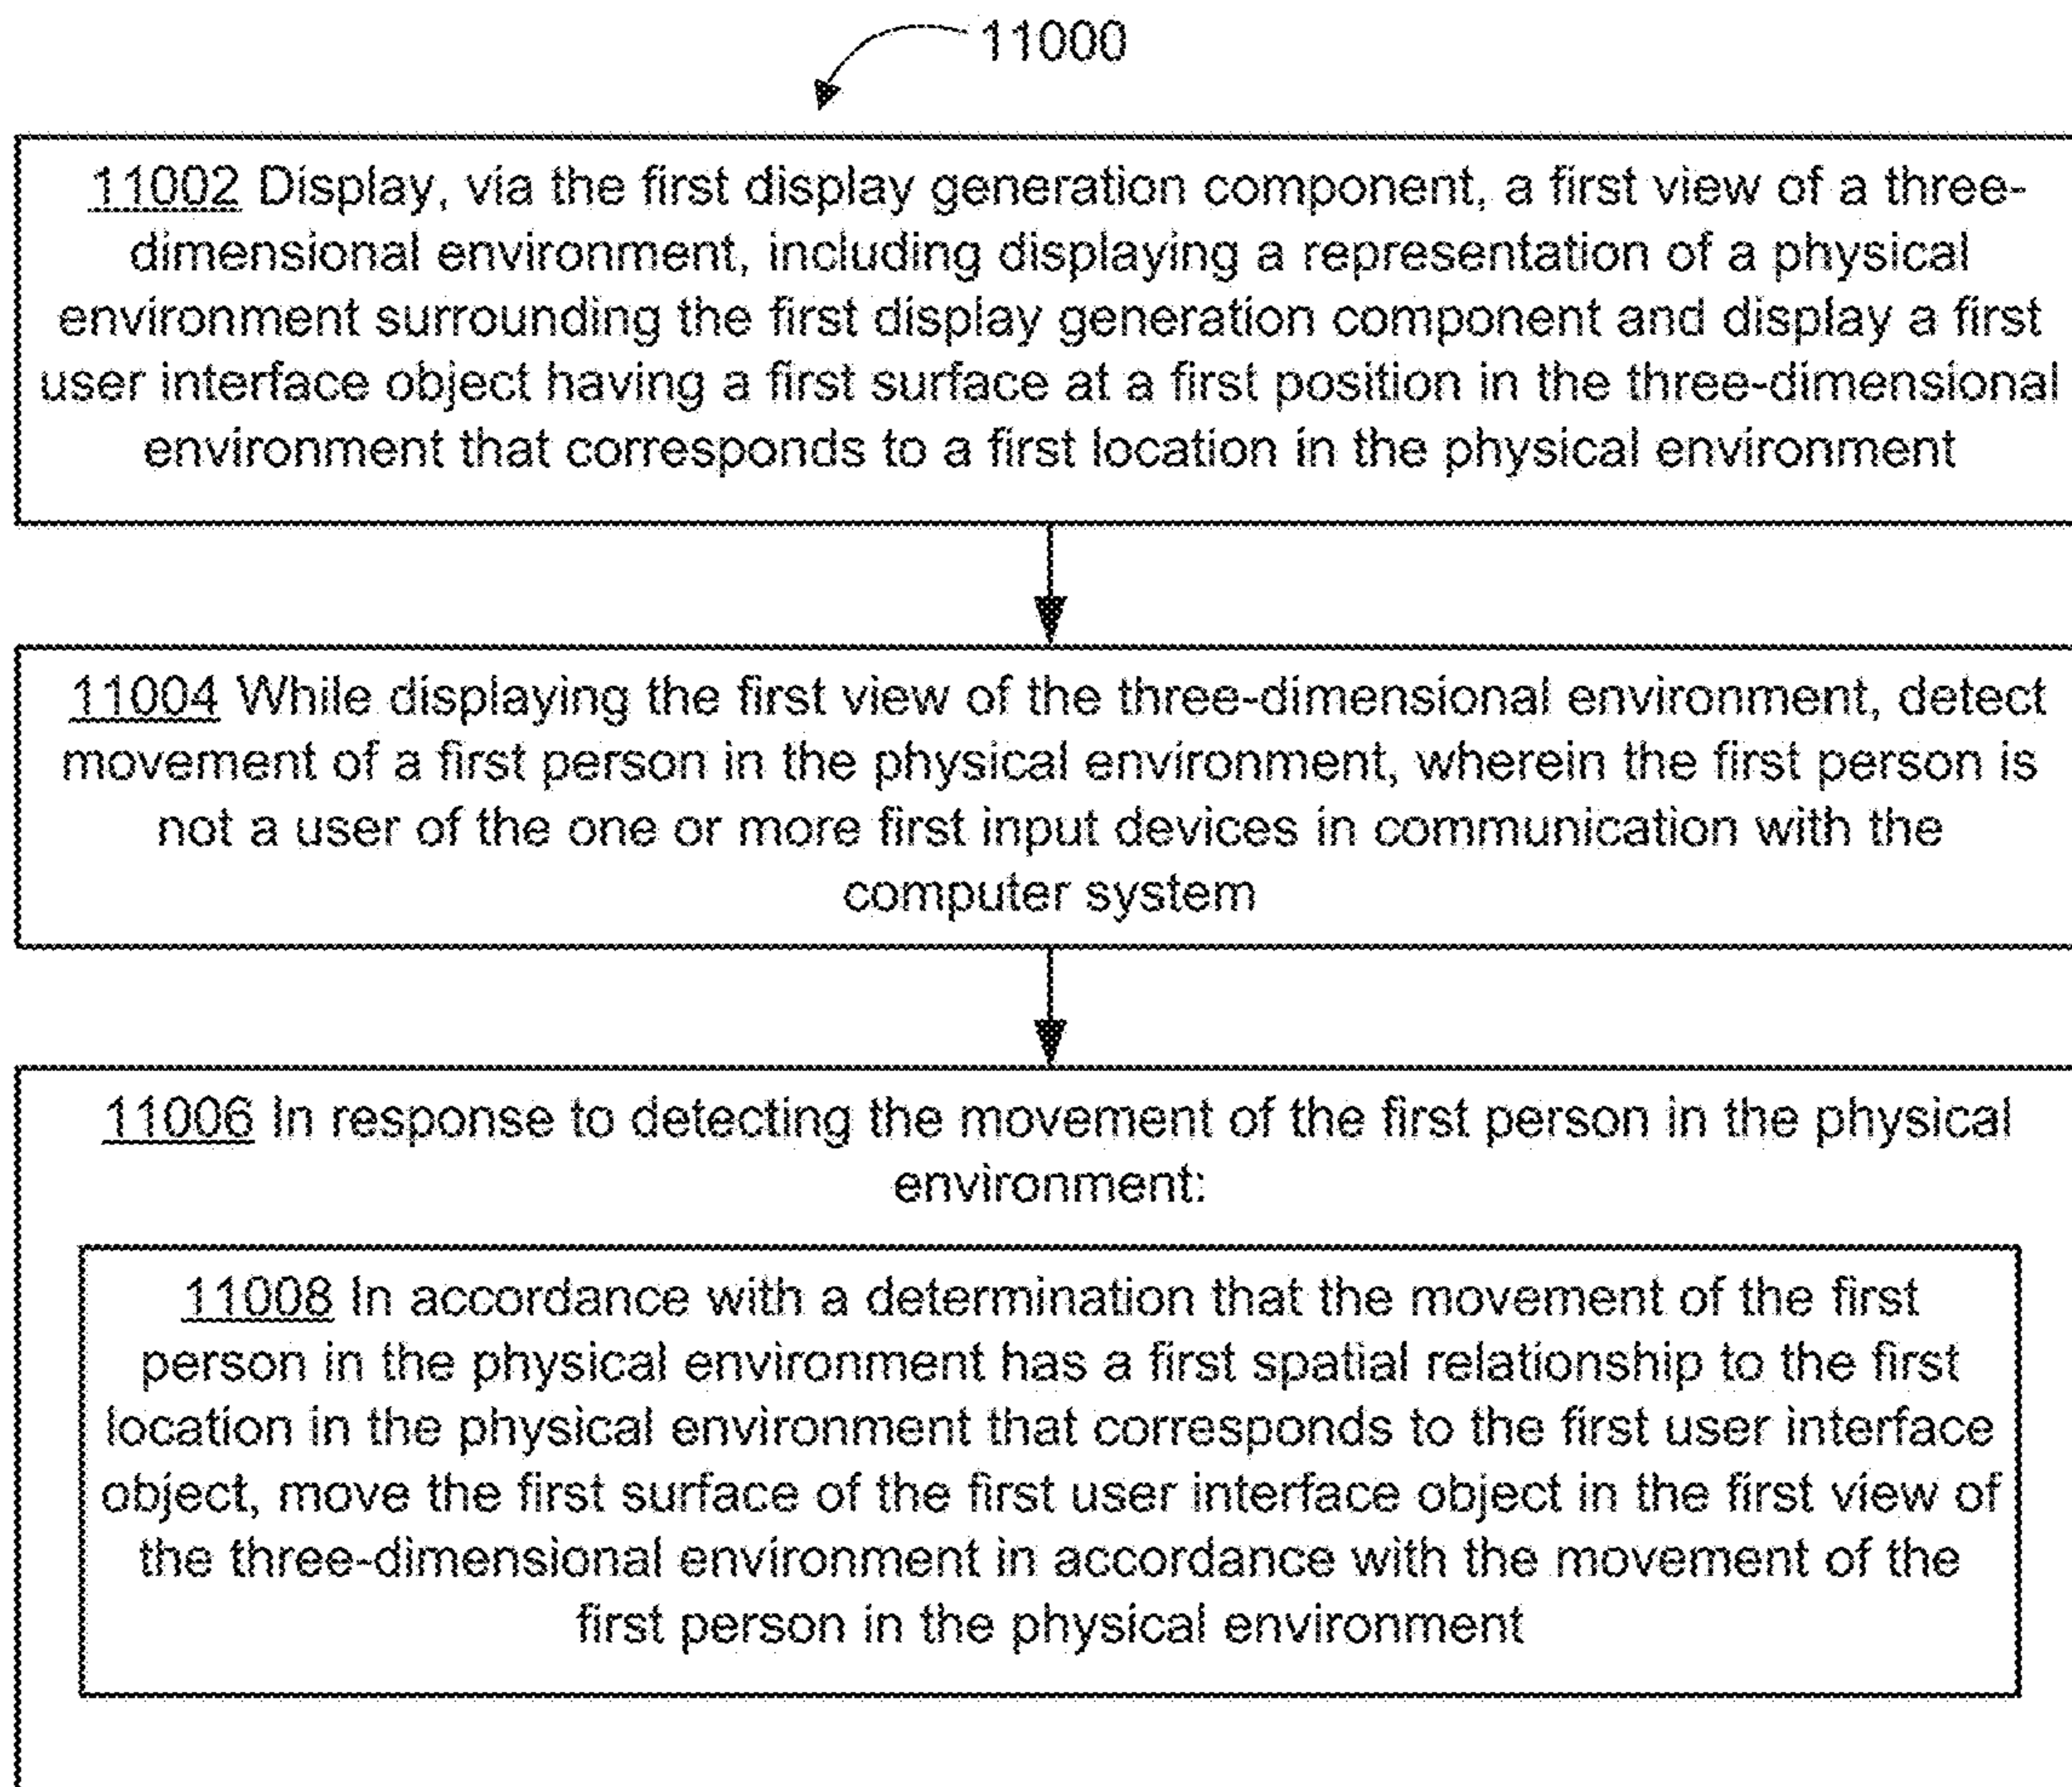 11000
11002 Display, via the first display generation component, a first view of a three-
dimensional environment, including displaying a representation of a physical
environment surrounding the first display generation component and display a first
user interface object having a first surface at a first position in the three-dimensional
environment that corresponds to a first location in the physical environment
11004 While displaying the first view of the three-dimensional environment, detect
movement of a first person in the physical environment, wherein the first person is
not a user of the one or more first input devices in communication with the
computer system
11006 In response to detecting the movement of the first person in the physical
environment:
11008 In accordance with a determination that the movement of the first
person in the physical environment has a first spatial relationship to the first
location in the physical environment that corresponds to the first user interface
object, move the first surface of the first user interface object in the first view of
the three-dimensional environment in accordance with the movement of the
first person in the physical environment